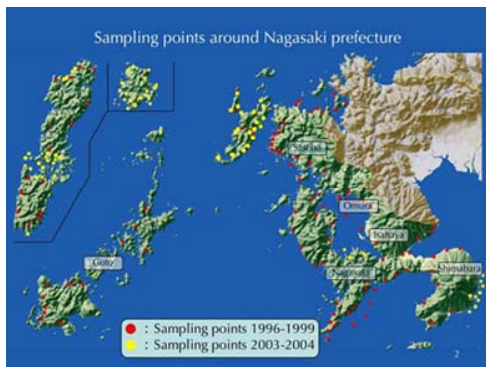 Sampling points around Nagasaki prefecture
Sasebo
Omura
Isahaya
Goto
Nagasaki
Shimabara
: Sampling points 1996-1999
: Sampling points 2003-2004
2